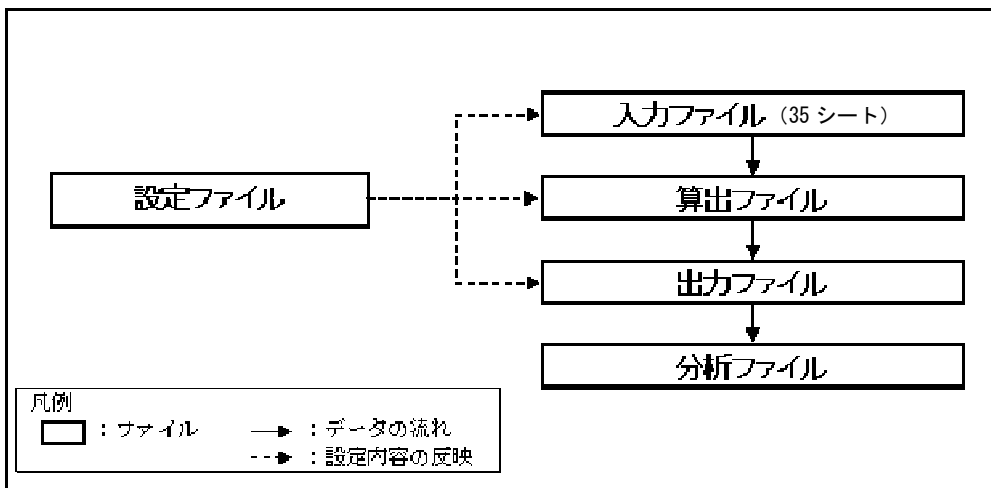 入力ファイル（35 シート）
設定ファイル
算出ファイル
出力ファイル
分析ファイル
凡例
：ファイル
：データの流れ
：設定内容の反映